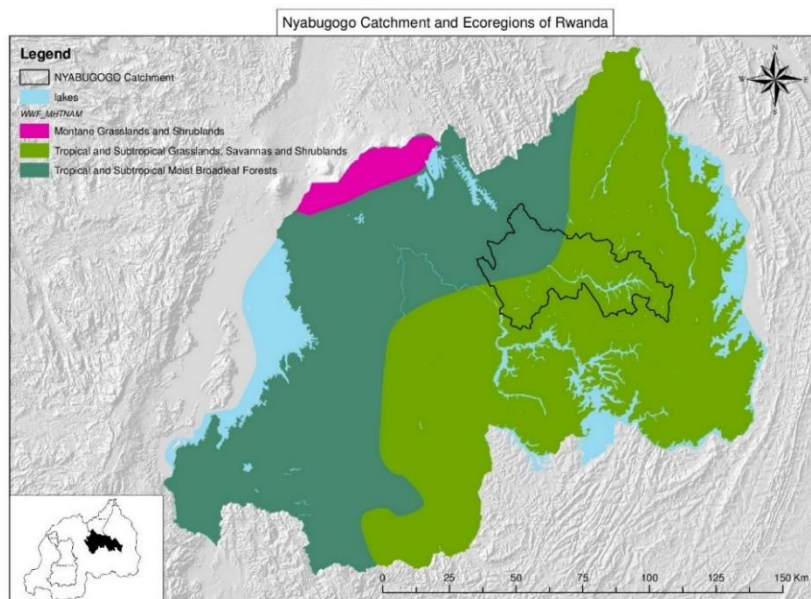 Nyabugogo Catchment and Ecoregions of Rwanda
Legend
NYABUGOGO Catchment
lakes
WWF_MHTNAM
Montane Grasslands and Shrublands
Tropical and Subtropical Grasslands, Savannas and Shrublands
Tropical and Subtropical Moist Broadleaf Forests
N
W
E
S
0 25 50 75 100 150 Km